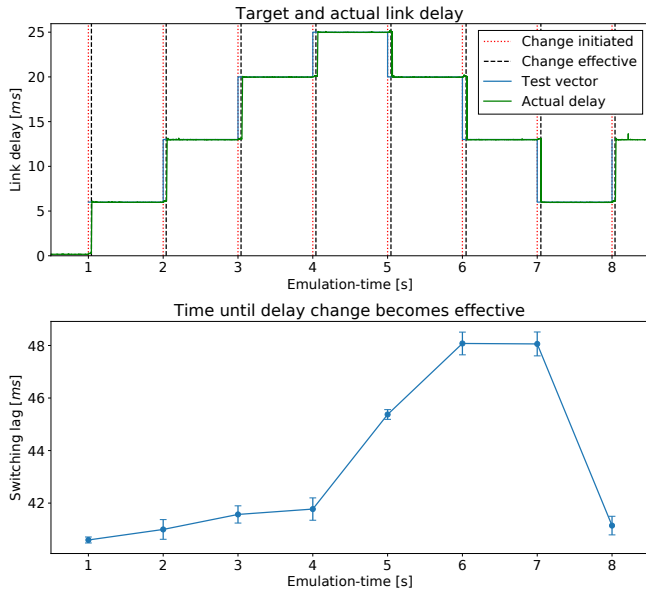 Target and actual link delay
Link delay [ms]
25
20
15
10
5
0
Change initiated
Change effective
Test vector
Actual delay
1 2 3 4 5 6 7 8
Emulation-time [s]
Time until delay change becomes effective
Switching lag [ms]
48
46
44
42
1 2 3 4 5 6 7 8
Emulation-time [s]